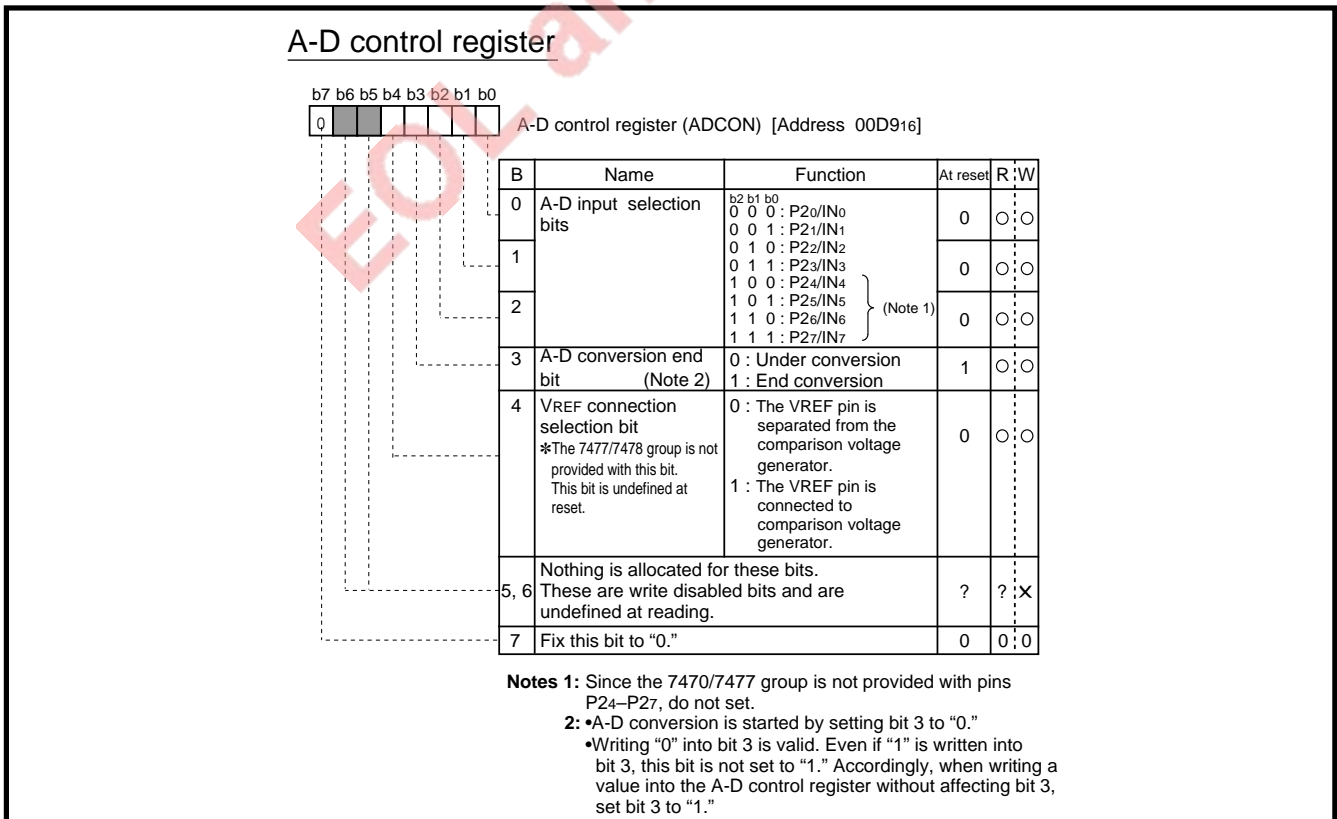 A-D control register
b7 b6 b5 b4 b3 b2 b1 b0
0
A-D control register (ADCON) [Address 00D916]
B Name Function At reset R W
0 A-D input selection bits
b2 b1 b0
0 0 0 : P20/IN0
0 0 1 : P21/IN1
0 1 0 : P22/IN2
0 1 1 : P23/IN3
1 0 0 : P24/IN4
1 0 1 : P25/IN5
1 1 0 : P26/IN6
1 1 1 : P27/IN7
(Note 1)
0 ○ ○
1
0 ○ ○
2
0 ○ ○
3 A-D conversion end bit (Note 2)
0 : Under conversion
1 : End conversion
1 ○ ○
4 VREF connection
selection bit
✽The 7477/7478 group is not
provided with this bit.
This bit is undefined at
reset.
0 : The VREF pin is
separated from the
comparison voltage
generator.
1 : The VREF pin is
connected to
comparison voltage
generator.
0 ○ ○
5, 6 Nothing is allocated for these bits.
These are write disabled bits and are
undefined at reading.
? ? ×
7 Fix this bit to “0.” 0 0 0
Notes 1: Since the 7470/7477 group is not provided with pins
P24–P27, do not set.
2: •A-D conversion is started by setting bit 3 to “0.”
•Writing “0” into bit 3 is valid. Even if “1” is written into
bit 3, this bit is not set to “1.” Accordingly, when writing a
value into the A-D control register without affecting bit 3,
set bit 3 to “1.”
EOL